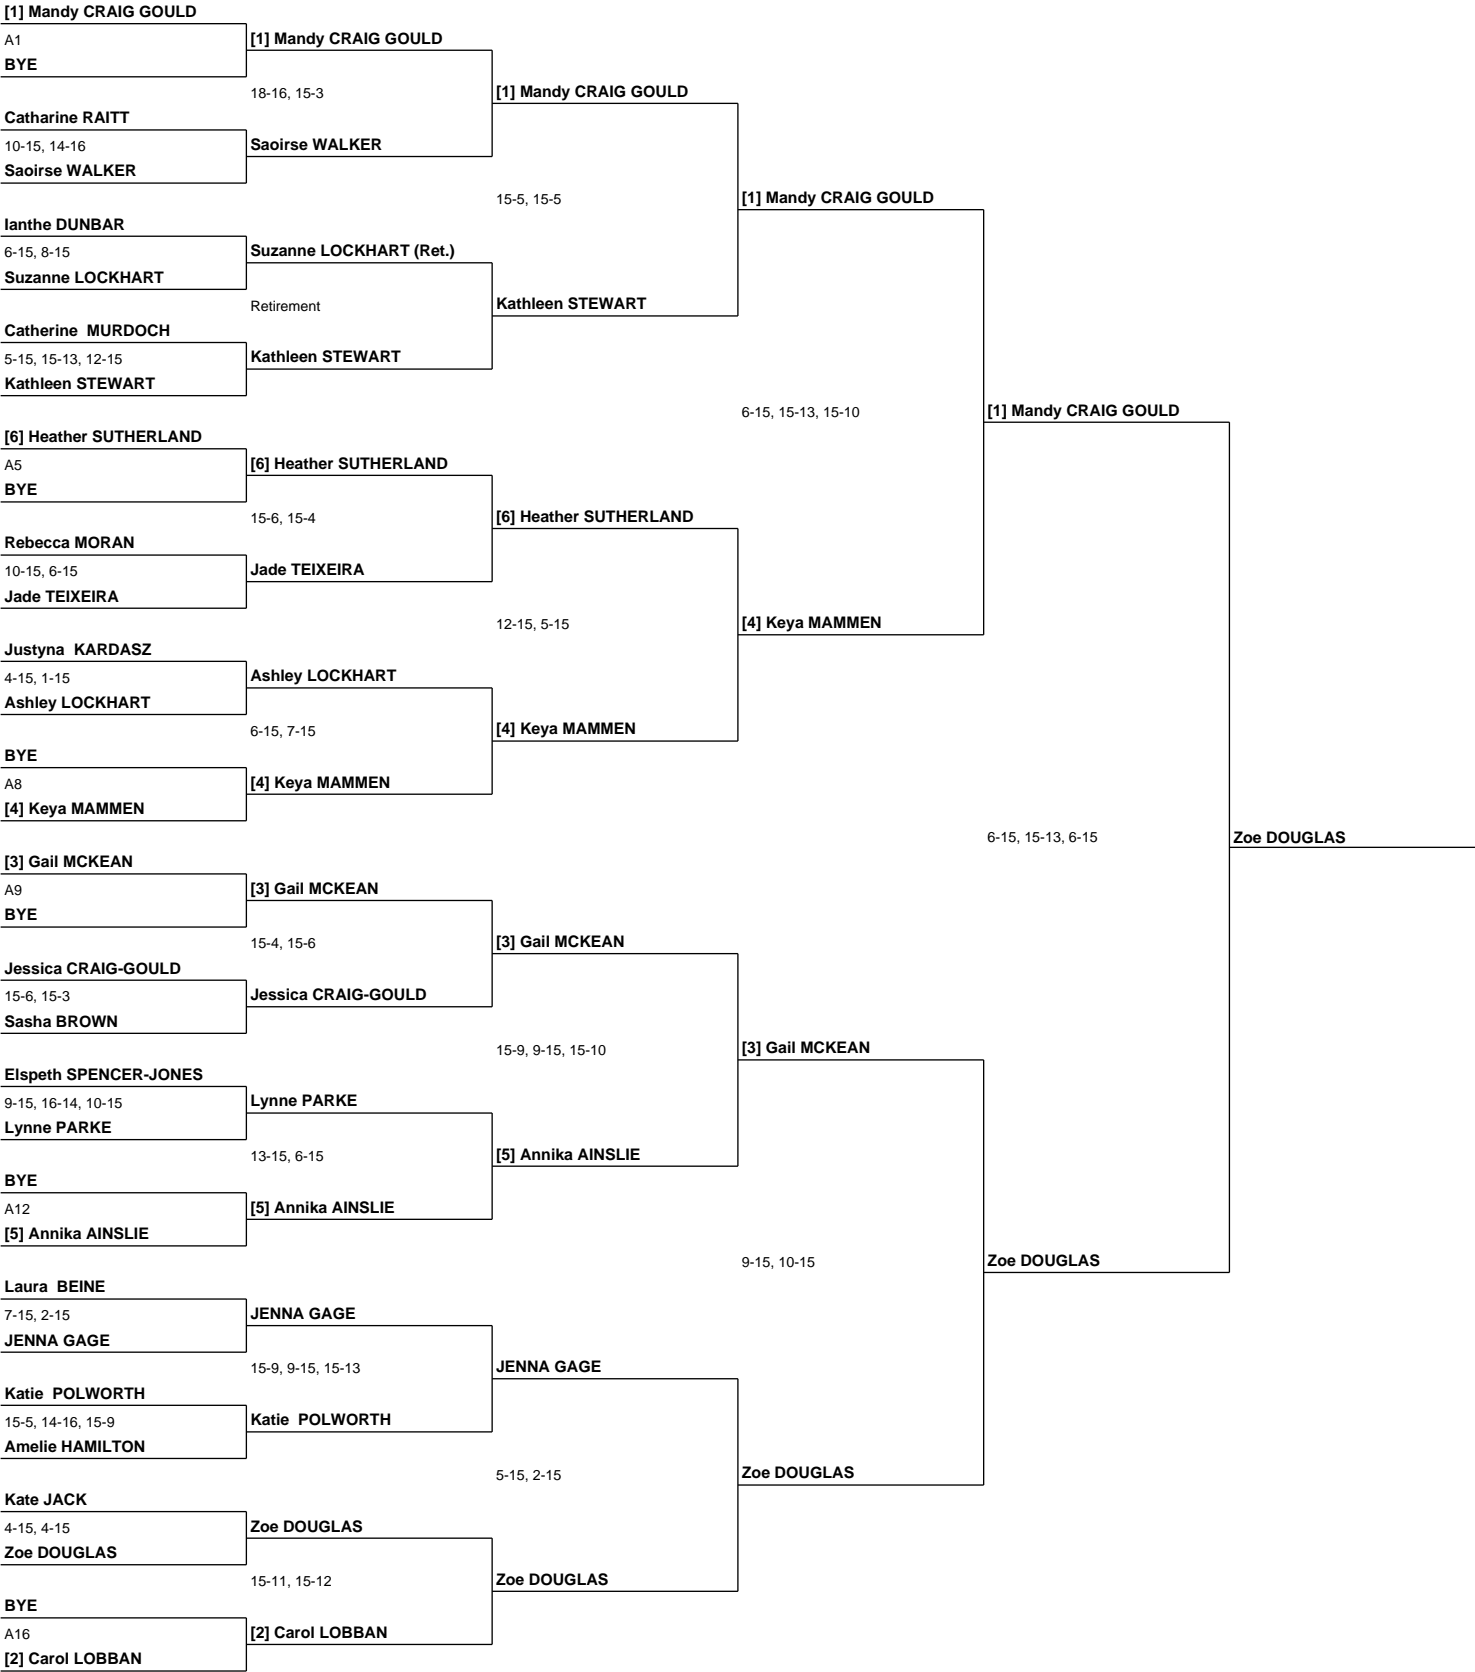 [1] Mandy CRAIG GOULD
A1
[1] Mandy CRAIG GOULD
BYE
18-16, 15-3
[1] Mandy CRAIG GOULD
Catharine RAITT
10-15, 14-16
Saoirse WALKER
Saoirse WALKER
15-5, 15-5
[1] Mandy CRAIG GOULD
Ianthe DUNBAR
6-15, 8-15
Suzanne LOCKHART (Ret.)
Suzanne LOCKHART
Retirement
Kathleen STEWART
Catherine  MURDOCH
5-15, 15-13, 12-15
Kathleen STEWART
Kathleen STEWART
6-15, 15-13, 15-10
[1] Mandy CRAIG GOULD
[6] Heather SUTHERLAND
A5
[6] Heather SUTHERLAND
BYE
15-6, 15-4
[6] Heather SUTHERLAND
Rebecca MORAN
10-15, 6-15
Jade TEIXEIRA
Jade TEIXEIRA
12-15, 5-15
[4] Keya MAMMEN
Justyna  KARDASZ
4-15, 1-15
Ashley LOCKHART
Ashley LOCKHART
6-15, 7-15
[4] Keya MAMMEN
BYE
A8
[4] Keya MAMMEN
[4] Keya MAMMEN
6-15, 15-13, 6-15
Zoe DOUGLAS
[3] Gail MCKEAN
A9
[3] Gail MCKEAN
BYE
15-4, 15-6
[3] Gail MCKEAN
Jessica CRAIG-GOULD
15-6, 15-3
Jessica CRAIG-GOULD
Sasha BROWN
15-9, 9-15, 15-10
[3] Gail MCKEAN
Elspeth SPENCER-JONES
9-15, 16-14, 10-15
Lynne PARKE
Lynne PARKE
13-15, 6-15
[5] Annika AINSLIE
BYE
A12
[5] Annika AINSLIE
[5] Annika AINSLIE
9-15, 10-15
Zoe DOUGLAS
Laura  BEINE
7-15, 2-15
JENNA GAGE
JENNA GAGE
15-9, 9-15, 15-13
JENNA GAGE
Katie  POLWORTH
15-5, 14-16, 15-9
Katie  POLWORTH
Amelie HAMILTON
5-15, 2-15
Zoe DOUGLAS
Kate JACK
4-15, 4-15
Zoe DOUGLAS
Zoe DOUGLAS
15-11, 15-12
Zoe DOUGLAS
BYE
A16
[2] Carol LOBBAN
[2] Carol LOBBAN